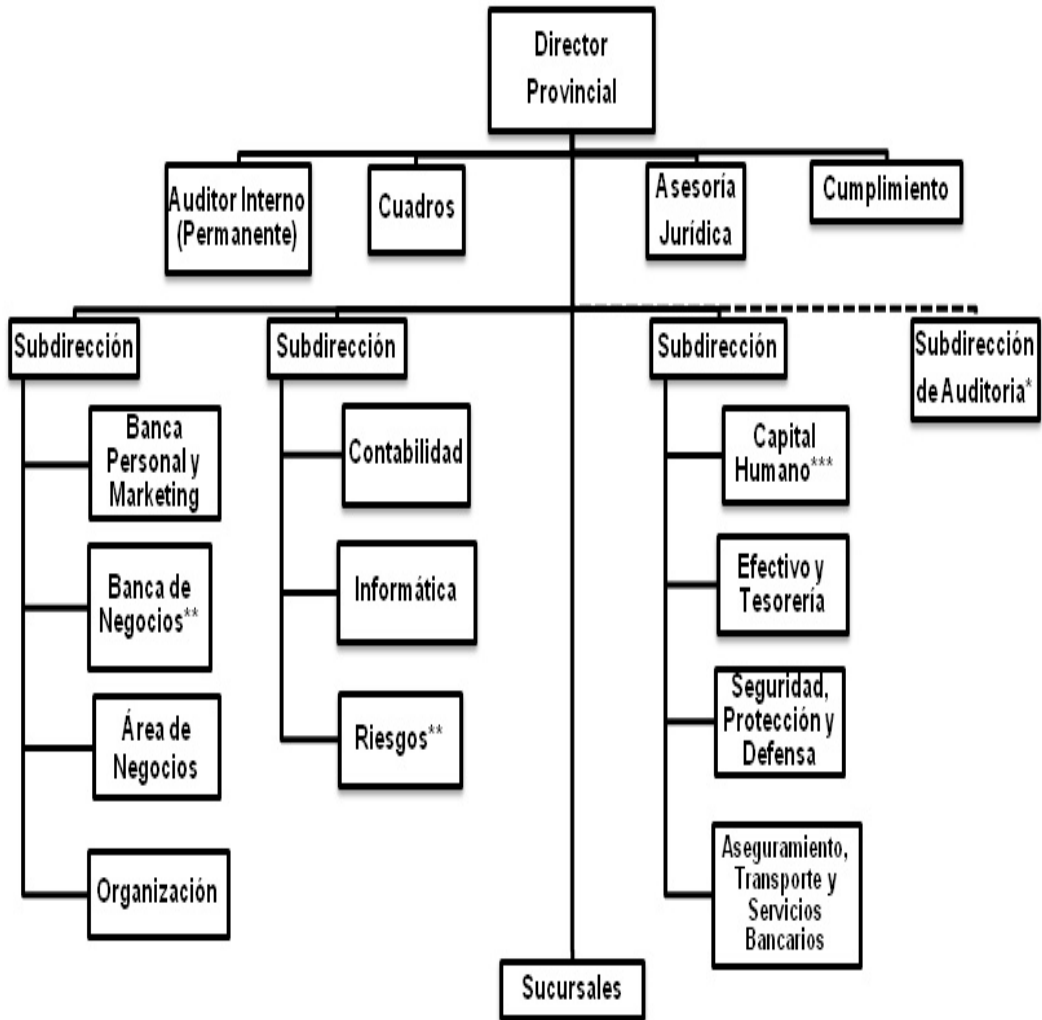 Director
Provincial
Auditor Interno
(Permanente)
Cuadros
Asesoría
Jurídica
Cumplimiento
Subdirección
Subdirección
Subdirección
Subdirección
de Auditoria*
Banca
Personal y
Marketing
Banca de
Negocios**
Área de
Negocios
Organización
Contabilidad
Informática
Riesgos**
Capital
Humano***
Efectivo y
Tesorería
Seguridad,
Protección y
Defensa
Aseguramiento,
Transporte y
Servicios
Bancarios
Sucursales